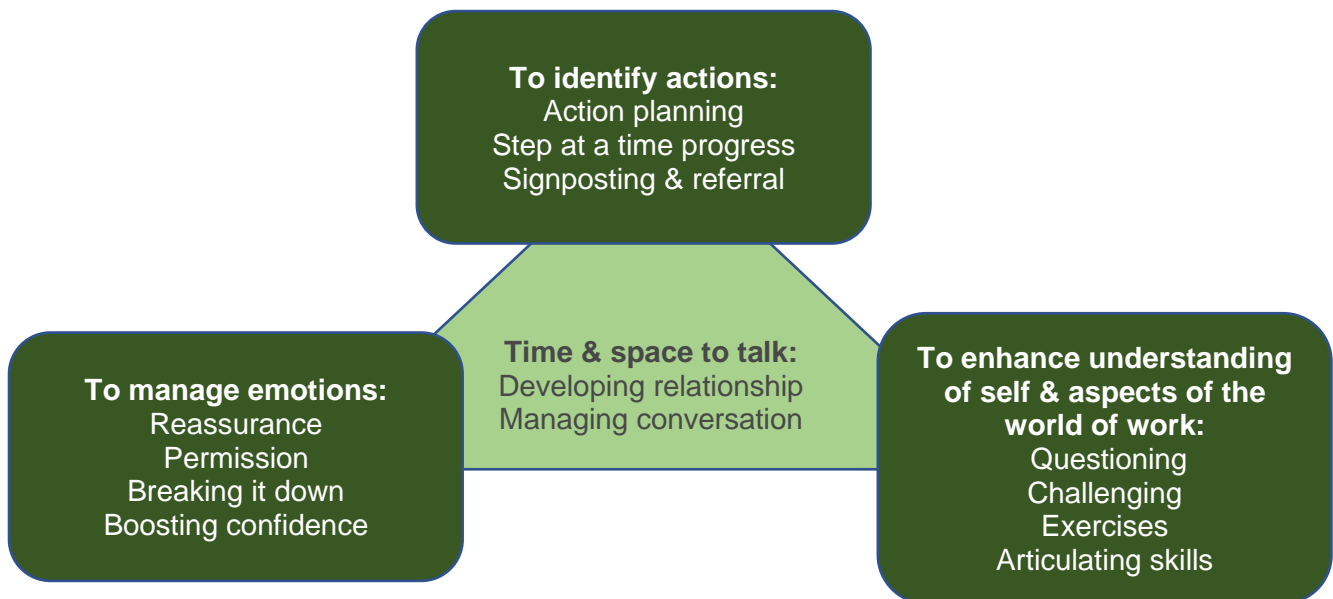 To identify actions:
Action planning
Step at a time progress
Signposting & referral
Time & space to talk:
Developing relationship
Managing conversation
To manage emotions:
Reassurance
Permission
Breaking it down
Boosting confidence
To enhance understanding
of self & aspects of the
world of work:
Questioning
Challenging
Exercises
Articulating skills